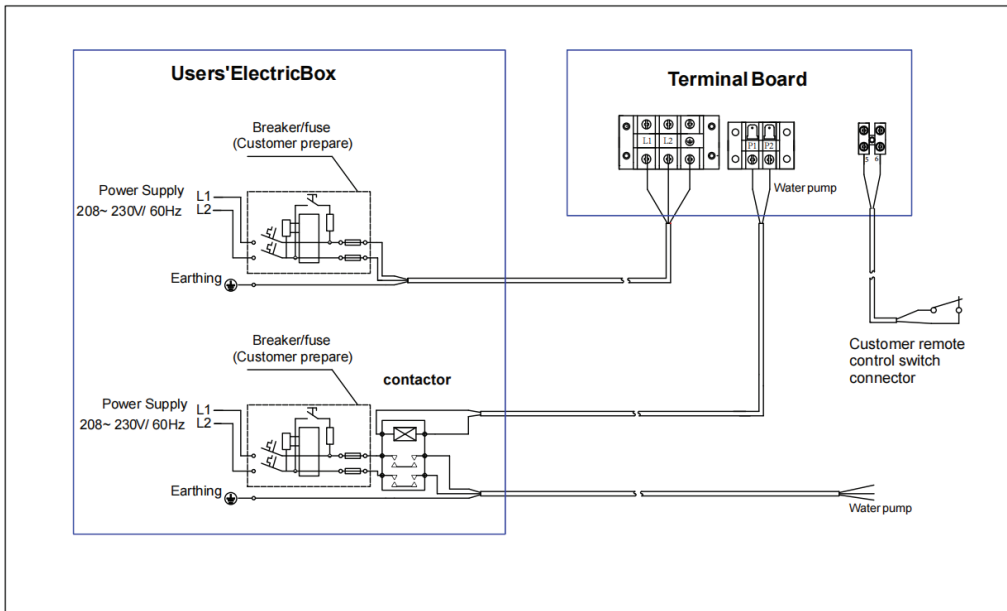 Users'ElectricBox
Terminal Board
Breaker/fuse
(Customer prepare)
L1
L2
P1
P2
Power Supply
L1
208~ 230V/ 60Hz
L2
Water pump
5
6
Earthing
Breaker/fuse
(Customer prepare)
contactor
Customer remote
control switch
connector
Power Supply
L1
208~ 230V/ 60Hz
L2
Earthing
Water pump